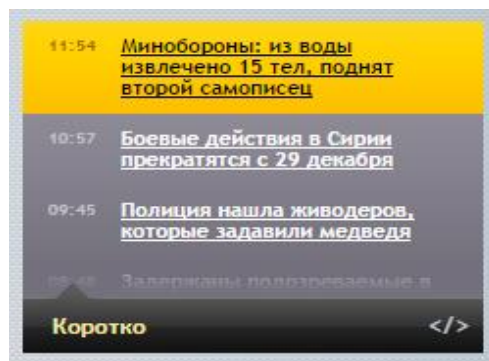 11:54 Минобороны: из воды
извлечено 15 тел, поднят
второй самописец
10:57 Боевые действия в Сирии
прекратятся с 29 декабря
09:45 Полиция нашла живодеров,
которые задавили медведя
Задержаны подозреваемые в
Коротко </>